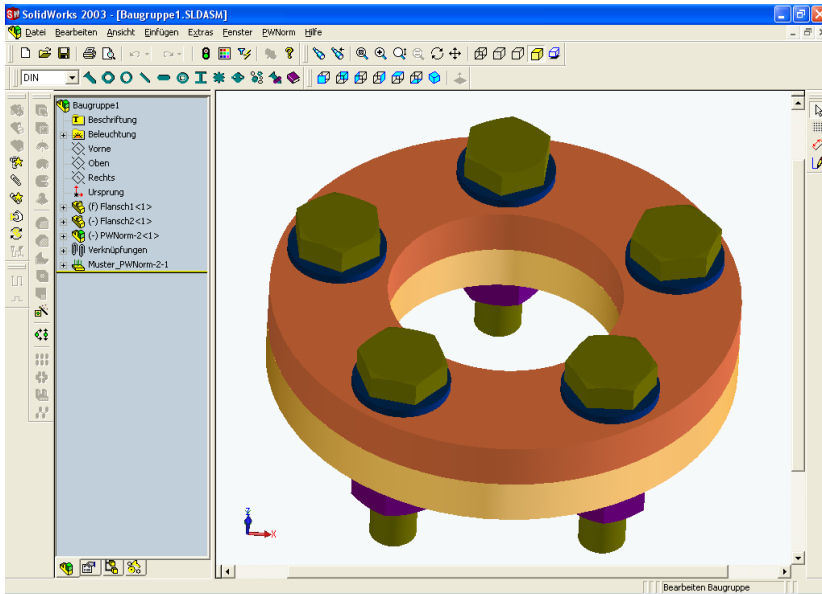 SolidWorks 2003 - [Baugruppe1.SLDASM]
Datei Bearbeiten Ansicht Einfügen Extras Fenster PWNorm Hilfe
DIN
Baugruppe1
Beschriftung
Beleuchtung
Vorne
Oben
Rechts
Ursprung
(f) Flansch1<1>
(-) Flansch2<1>
(-) PWNorm-2<1>
Verknüpfungen
Muster_PWNorm-2-1
Z
X
Bearbeiten Baugruppe